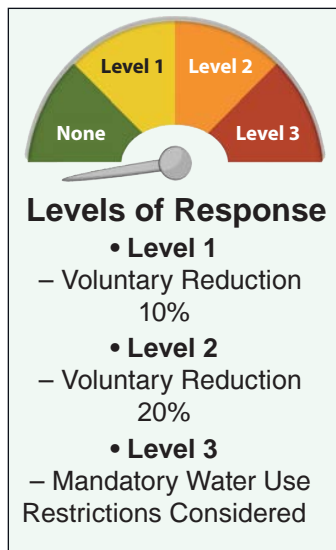 Level 1
Level 2
None
Level 3
Levels of Response
• Level 1
– Voluntary Reduction
10%
• Level 2
– Voluntary Reduction
20%
• Level 3
– Mandatory Water Use
Restrictions Considered